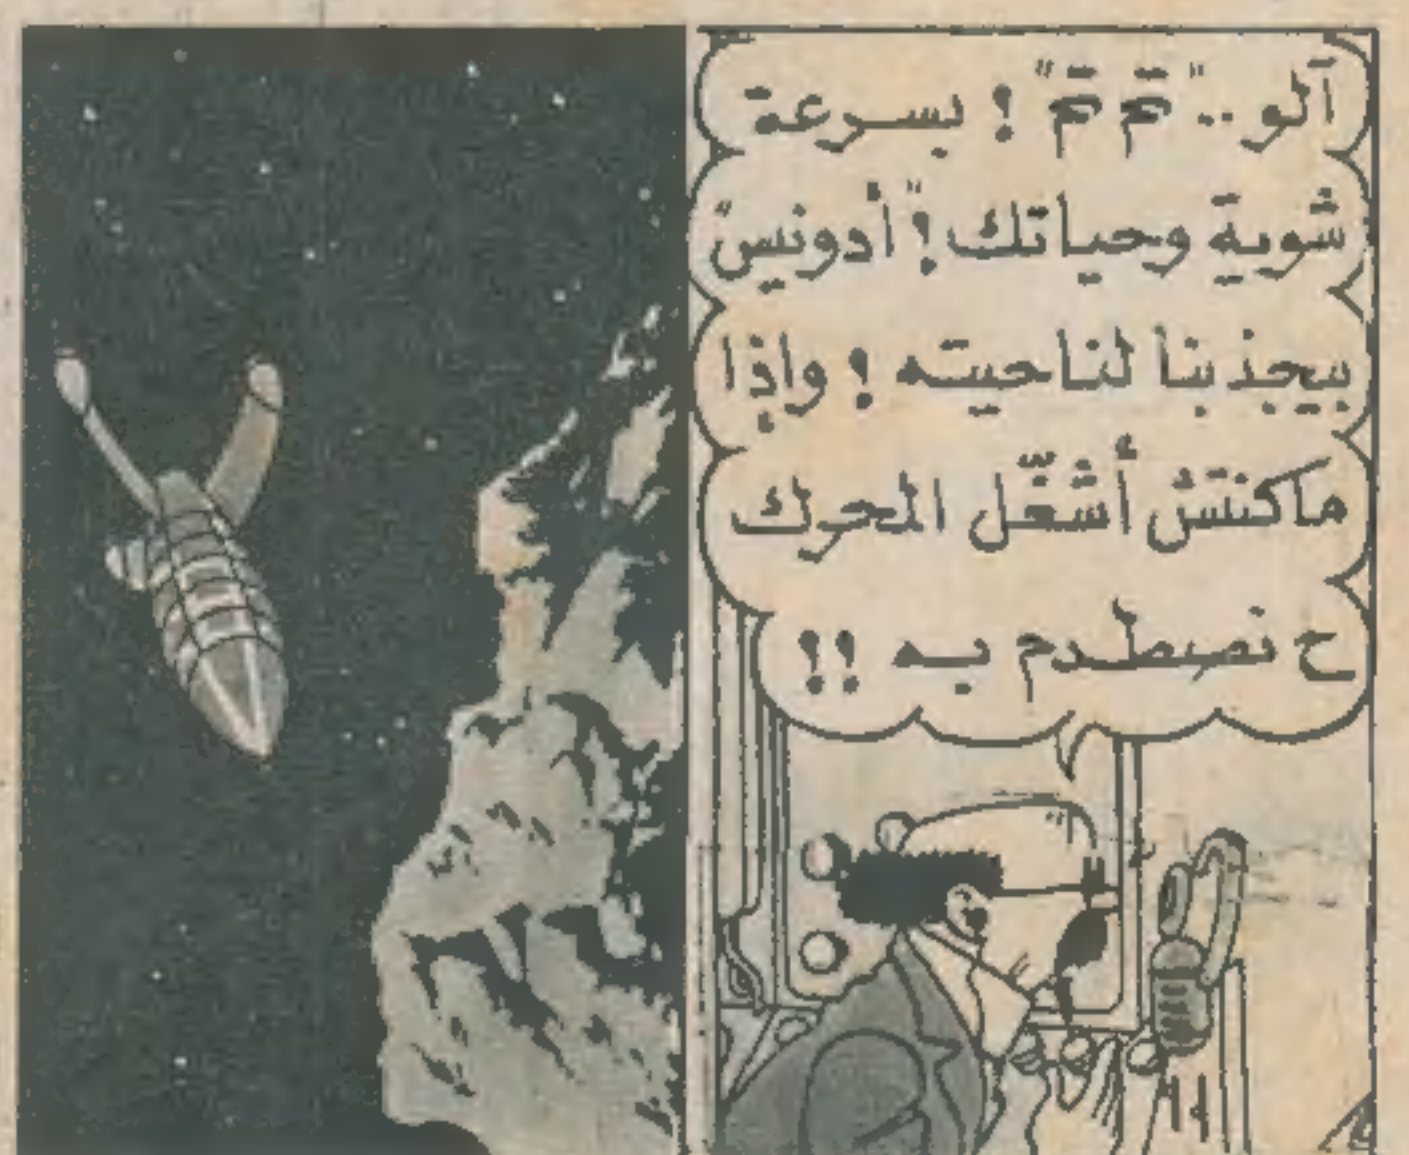 آلو.. "تم تم"! بسرعة
شوية وحياتك! "أدونيس"
بيجذبنا لناحيته! وإذا
ماكنتش أشغّل المحرك
ح نصطدم به!!